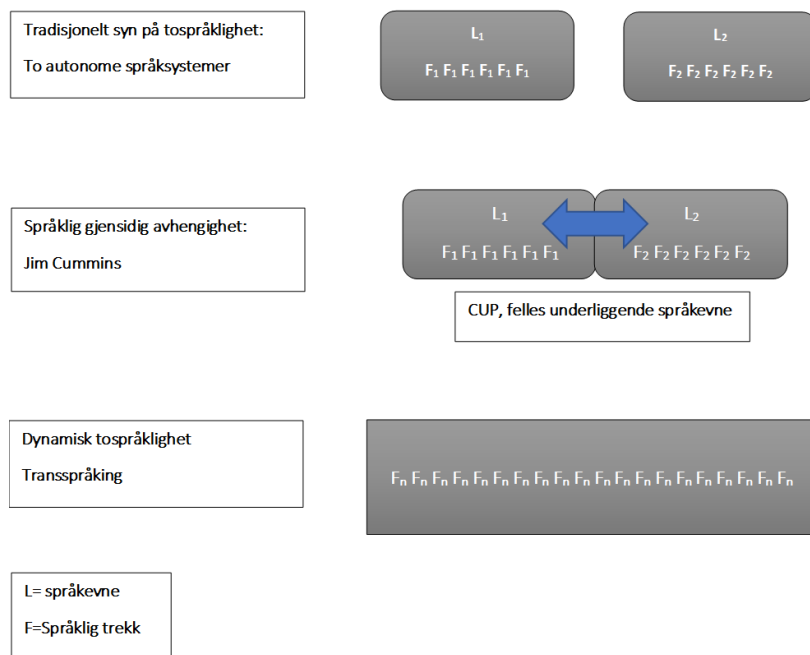 Tradisjonelt syn på tospråklighet:
To autonome språksystemer
L₁
F₁ F₁ F₁ F₁ F₁ F₁
L₂
F₂ F₂ F₂ F₂ F₂ F₂
Språklig gjensidig avhengighet:
Jim Cummins
L₁
F₁ F₁ F₁ F₁ F₁ F₁
L₂
F₂ F₂ F₂ F₂ F₂ F₂
CUP, felles underliggende språkevne
Dynamisk tospråklighet
Transspråking
Fₙ Fₙ Fₙ Fₙ Fₙ Fₙ Fₙ Fₙ Fₙ Fₙ Fₙ Fₙ Fₙ Fₙ Fₙ Fₙ Fₙ Fₙ Fₙ Fₙ
L= språkevne
F=Språklig trekk